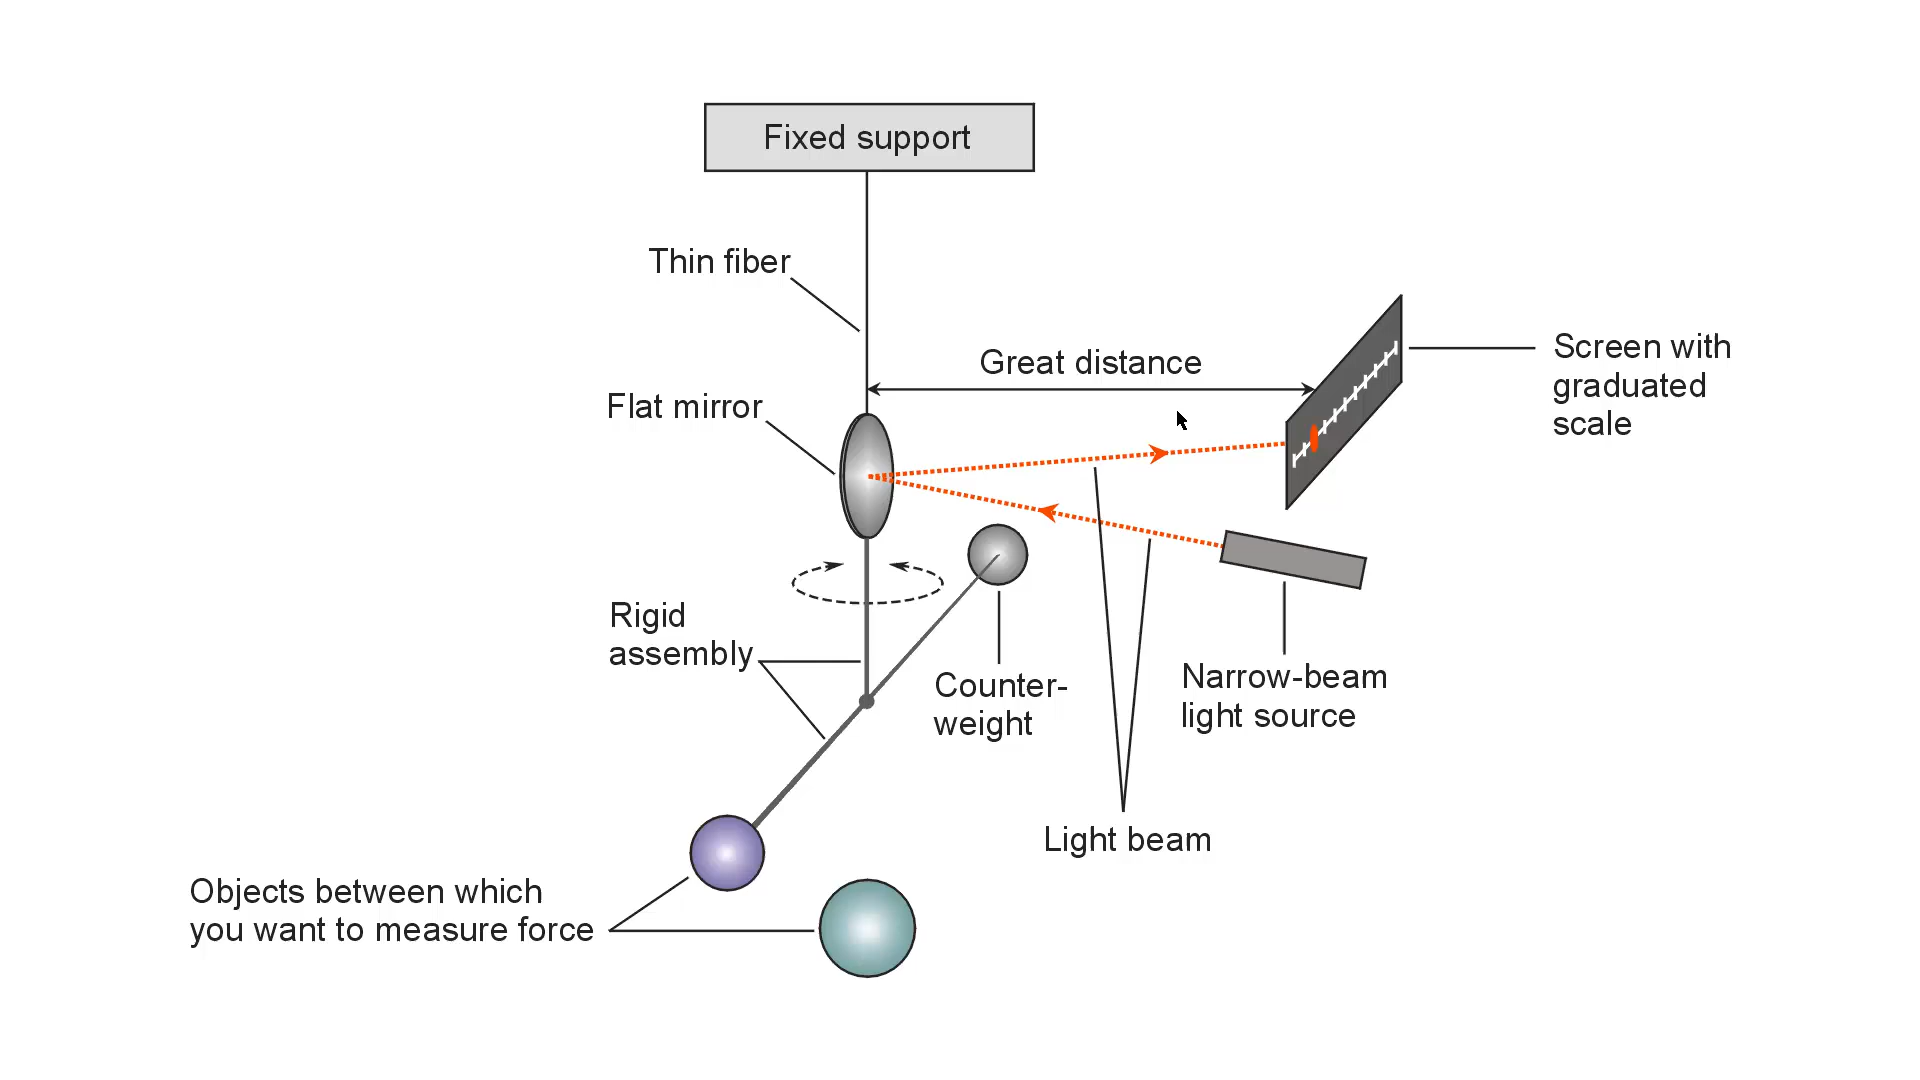 Fixed support
Thin fiber
Great distance
Screen with
graduated
scale
Flat mirror
Rigid
assembly
Counter-
weight
Narrow-beam
light source
Light beam
Objects between which
you want to measure force